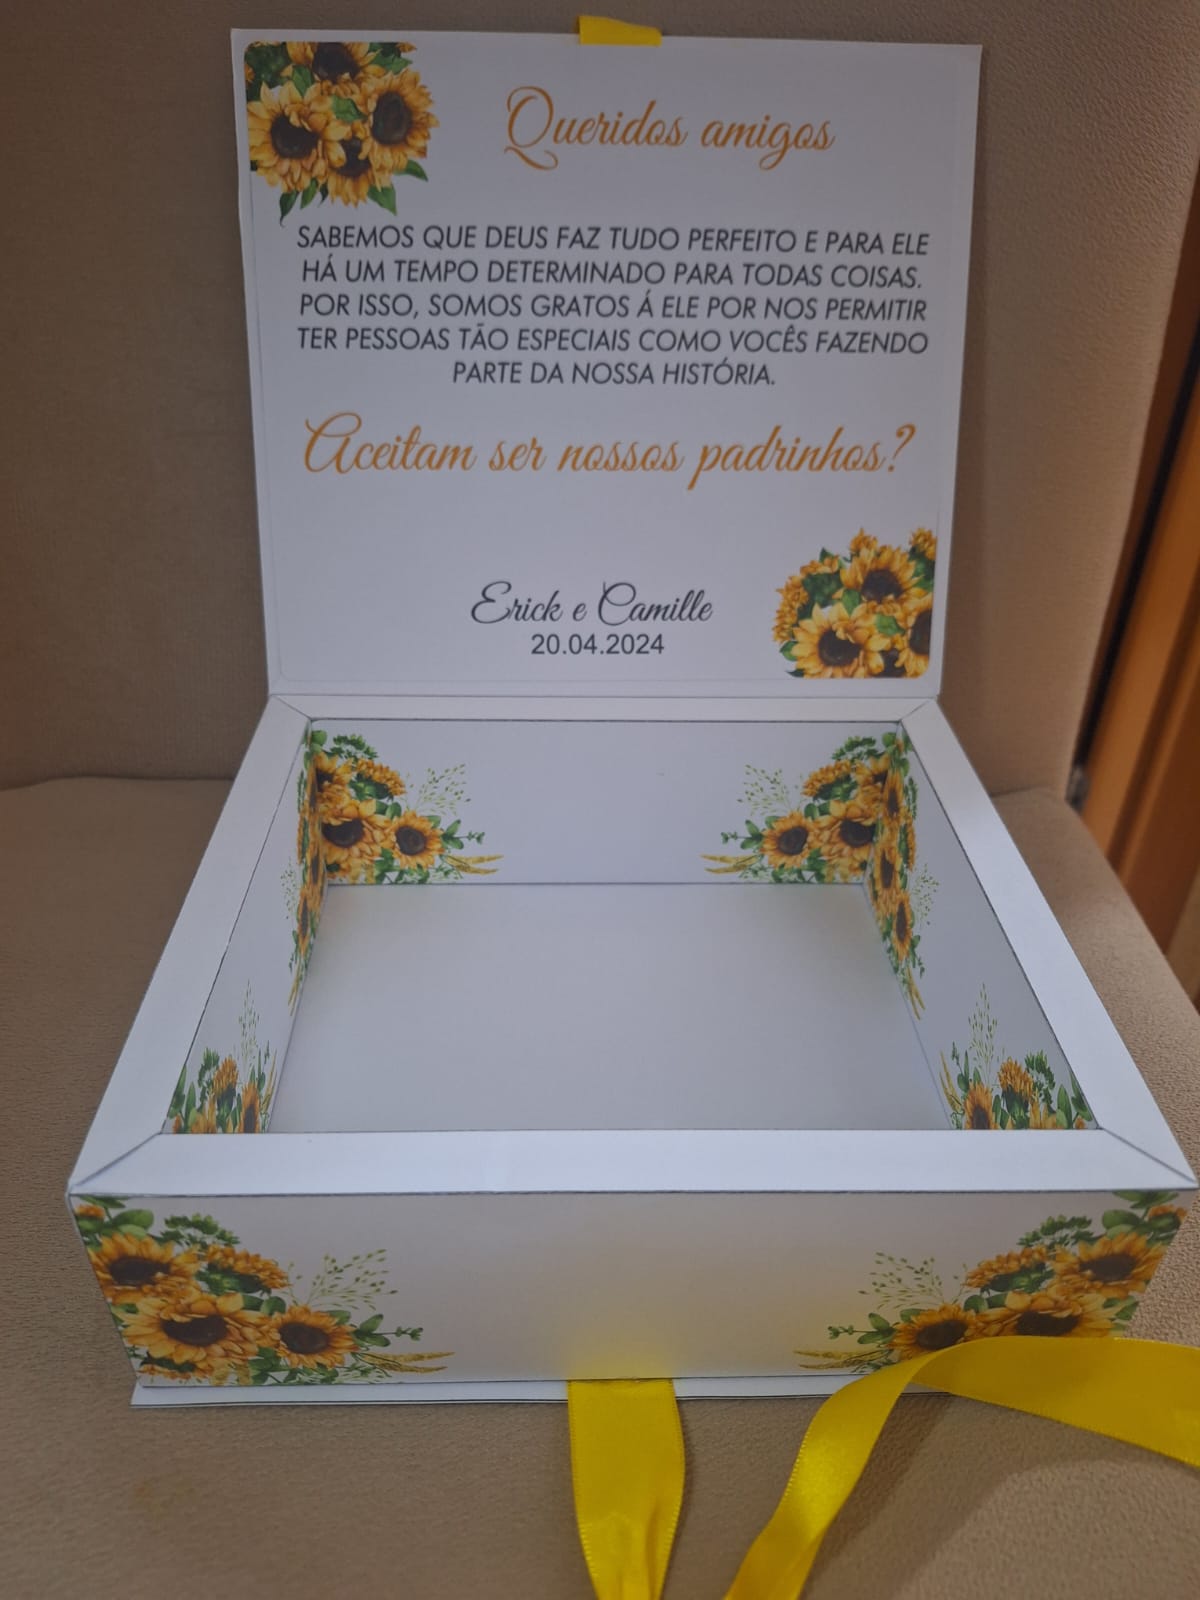 Queridos amigos
SABEMOS QUE DEUS FAZ TUDO PERFEITO E PARA ELE
HÁ UM TEMPO DETERMINADO PARA TODAS COISAS.
POR ISSO, SOMOS GRATOS Á ELE POR NOS PERMITIR
TER PESSOAS TÃO ESPECIAIS COMO VOCÊS FAZENDO
PARTE DA NOSSA HISTÓRIA.
Aceitam ser nossos padrinhos?
Erick e Camille
20.04.2024